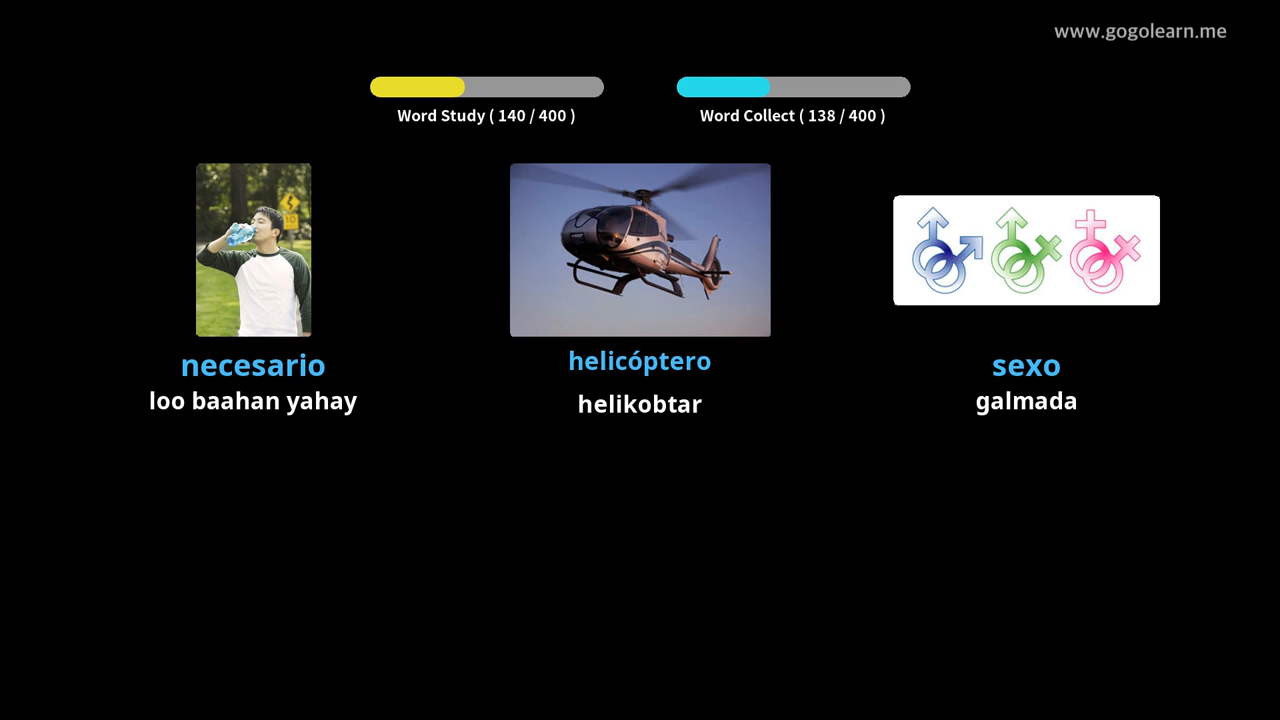 www.gogolearn.me
Word Study ( 140 / 400 )
Word Collect ( 138 / 400 )
necesario
loo baahan yahay
helicóptero
helikobtar
sexo
galmada